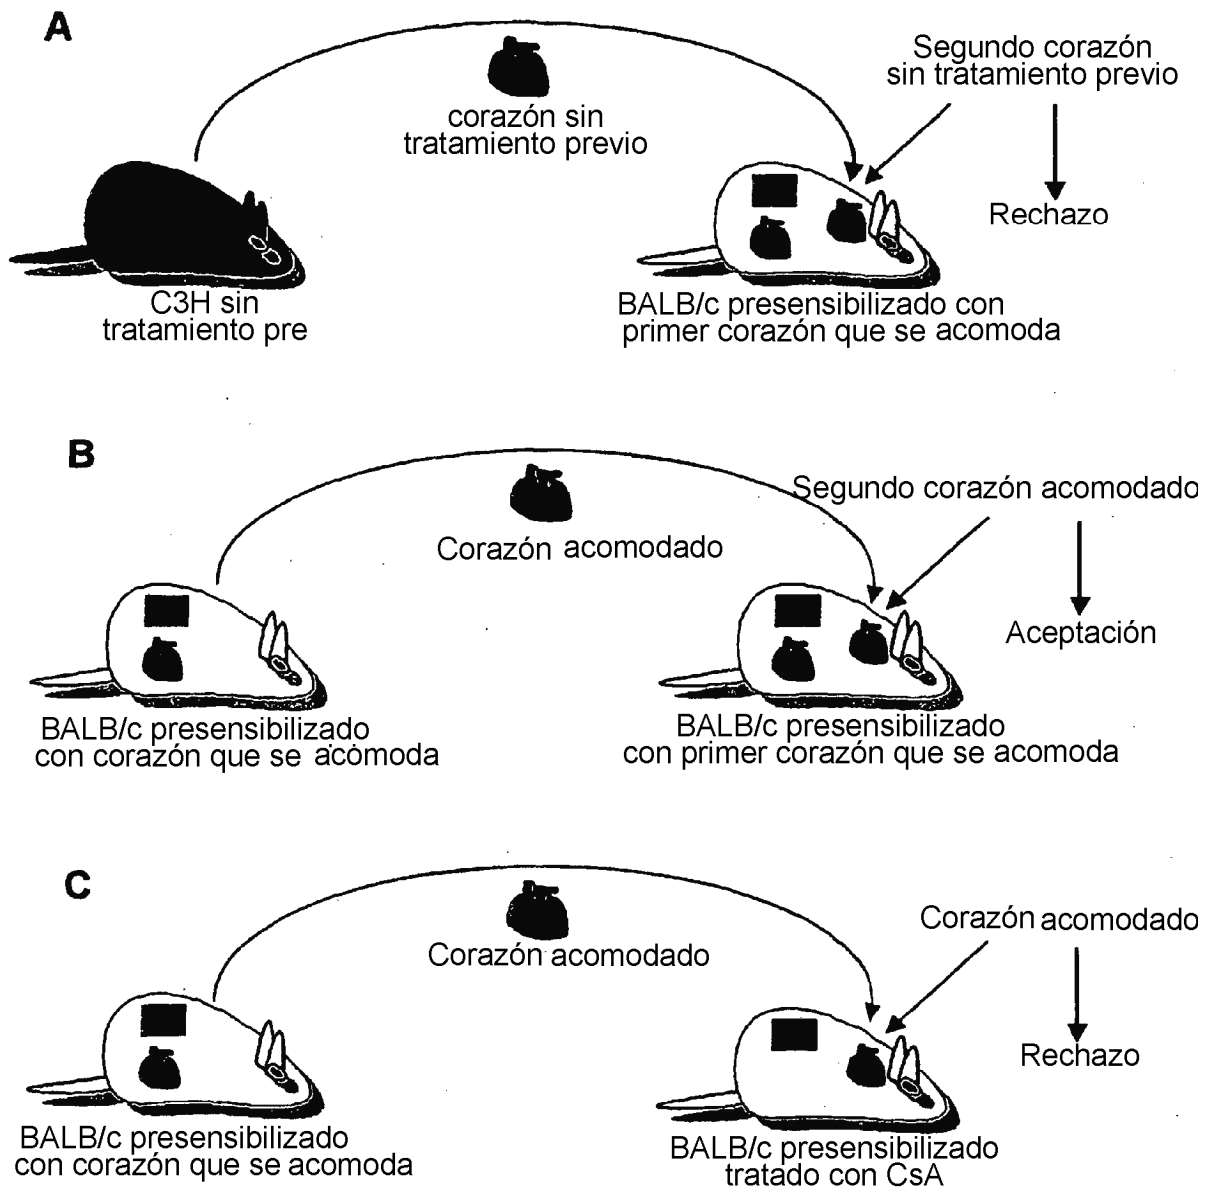 A
corazón sin
tratamiento previo
Segundo corazón
sin tratamiento previo
Rechazo
C3H sin
tratamiento pre
BALB/c presensibilizado con
primer corazón que se acomoda
B
Corazón acomodado
Segundo corazón acomodado
Aceptación
BALB/c presensibilizado
con corazón que se acomoda
BALB/c presensibilizado
con primer corazón que se acomoda
C
Corazón acomodado
Corazón acomodado
Rechazo
BALB/c presensibilizado
con corazón que se acomoda
BALB/c presensibilizado
tratado con CsA